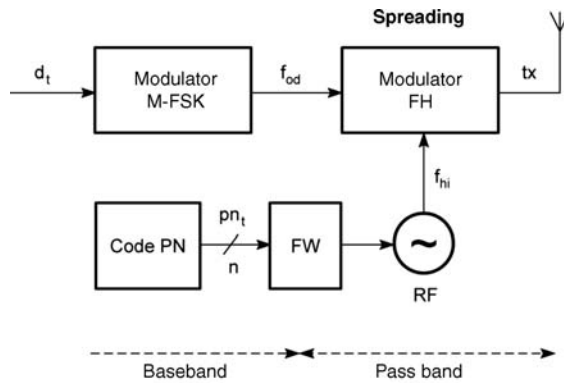 Spreading
d_t
Modulator
M-FSK
f_od
Modulator
FH
tx
f_hi
Code PN
pn_t
n
FW
~
RF
Baseband
Pass band